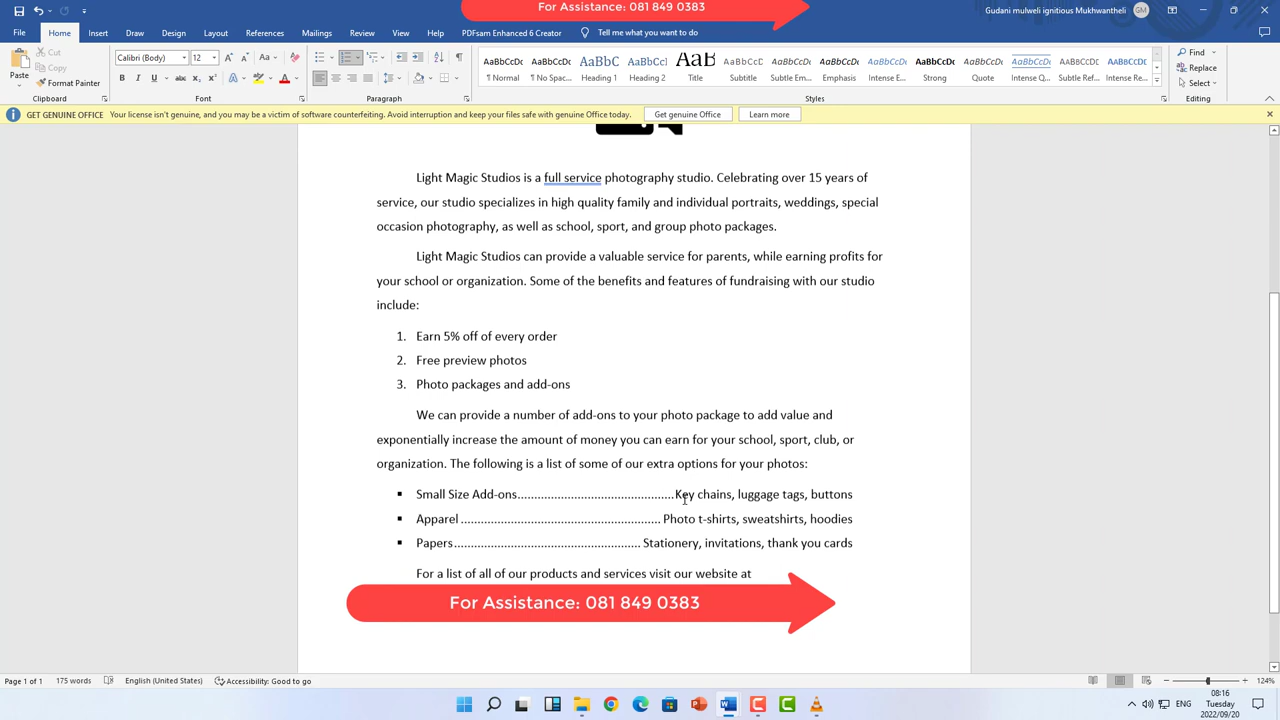 For Assistance: 081 849 0383
Gudani mulweli ignitious Mukhwantheli GM
File Home Insert Draw Design Layout References Mailings Review View Help PDFsam Enhanced 6 Creator Tell me what you want to do
Cut
Copy
Format Painter
Paste
Calibri (Body) 12
AaBbCcDc AaBbCcDc AaBbC AaBbCc AaB AaBbCcD AaBbCcDt AaBbCcDt AaBbCcDt AaBbCcDc AaBbCcDt AaBbCcDt AaBbCcDc AaBbCcDc
¶ Normal ¶ No Spac... Heading 1 Heading 2 Title Subtitle Subtle Em... Emphasis Intense E... Strong Quote Intense Q... Subtle Ref... Intense Re...
Find
Replace
Select
Clipboard Font Paragraph Styles Editing
GET GENUINE OFFICE Your license isn't genuine, and you may be a victim of software counterfeiting. Avoid interruption and keep your files safe with genuine Office today. Get genuine Office Learn more
Light Magic Studios is a full service photography studio. Celebrating over 15 years of
service, our studio specializes in high quality family and individual portraits, weddings, special
occasion photography, as well as school, sport, and group photo packages.
Light Magic Studios can provide a valuable service for parents, while earning profits for
your school or organization. Some of the benefits and features of fundraising with our studio
include:
1. Earn 5% off of every order
2. Free preview photos
3. Photo packages and add-ons
We can provide a number of add-ons to your photo package to add value and
exponentially increase the amount of money you can earn for your school, sport, club, or
organization. The following is a list of some of our extra options for your photos:
▪ Small Size Add-ons...............................................Key chains, luggage tags, buttons
▪ Apparel ............................................................ Photo t-shirts, sweatshirts, hoodies
▪ Papers........................................................ Stationery, invitations, thank you cards
For a list of all of our products and services visit our website at
For Assistance: 081 849 0383
Page 1 of 1 175 words English (United States) Accessibility: Good to go 124%
ENG
08:16
Tuesday
2022/09/20